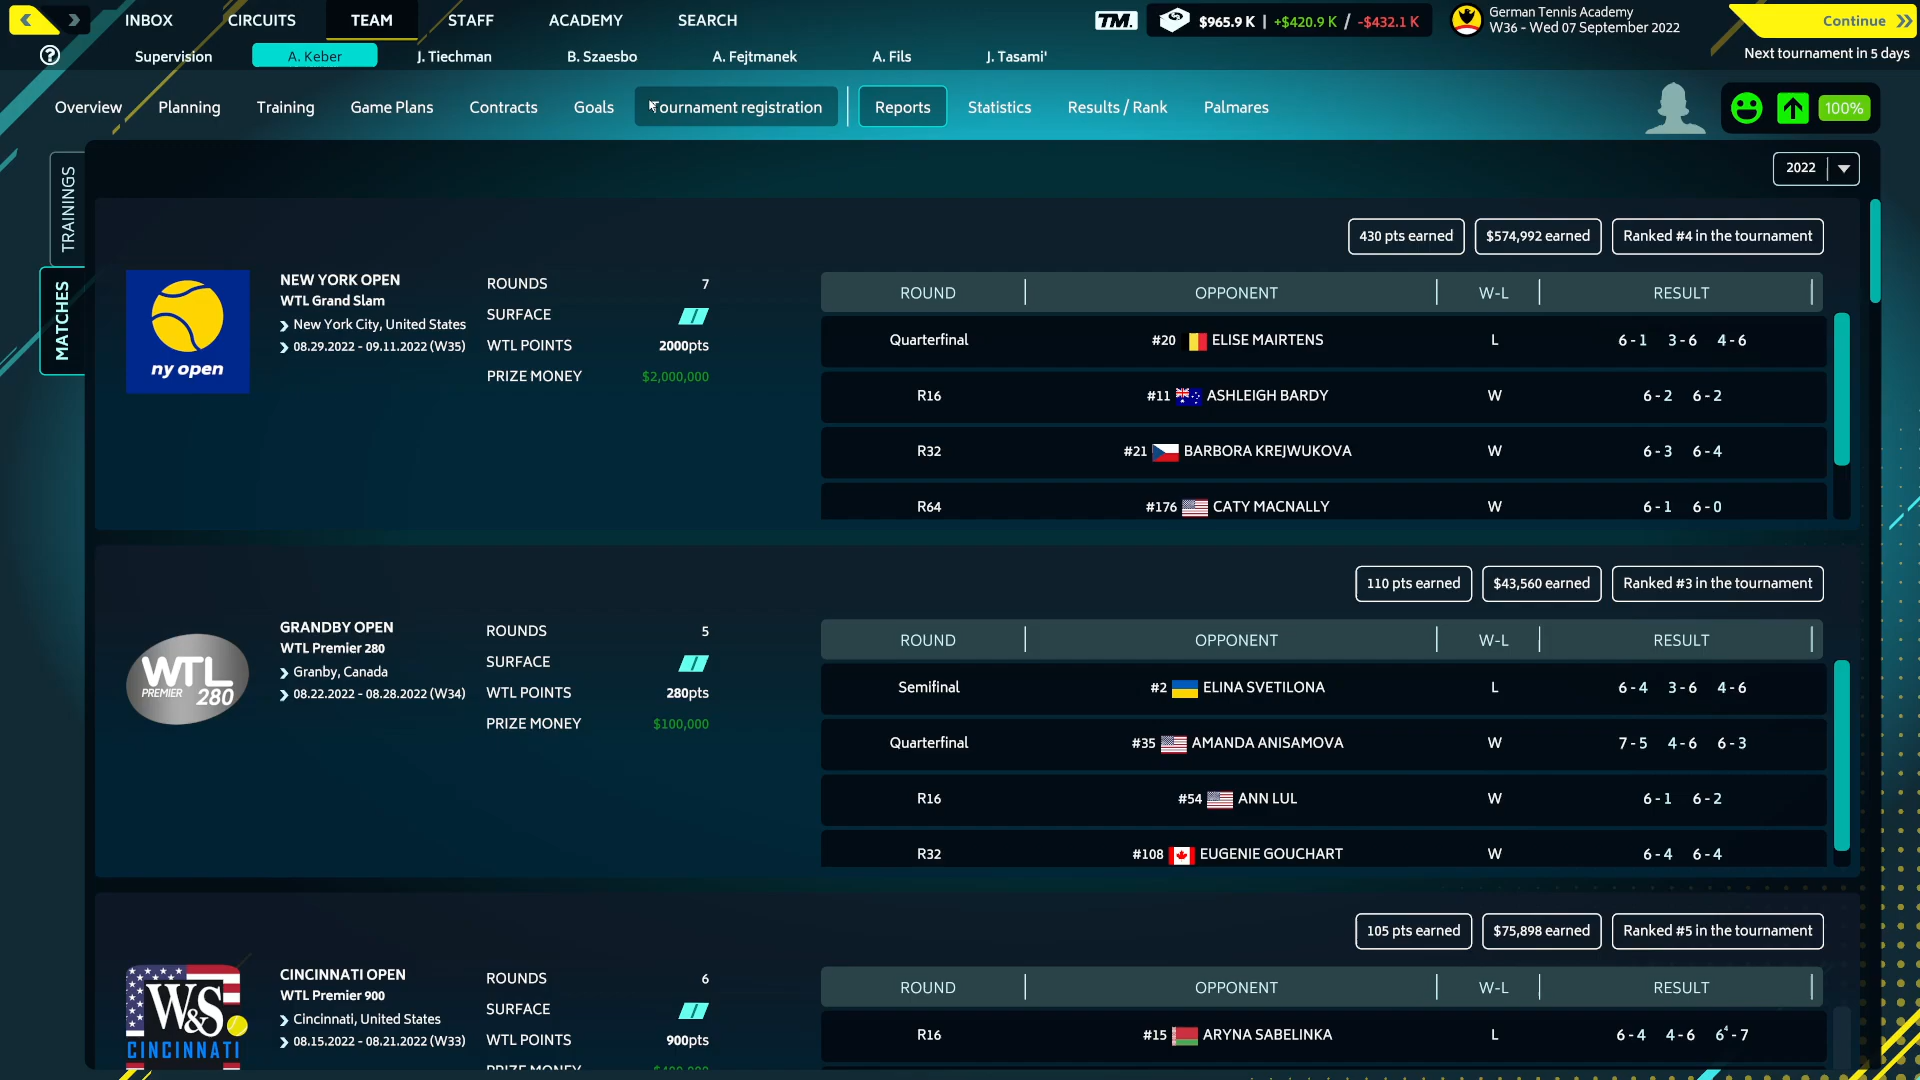 INBOX CIRCUITS TEAM STAFF ACADEMY SEARCH
TM. $965.9 K | +$420.9 K / -$432.1 K
German Tennis Academy
W36 - Wed 07 September 2022
Continue
Next tournament in 5 days
Supervision A. Keber J. Tiechman B. Szaesbo A. Fejtmanek A. Fils J. Tasami'
Overview Planning Training Game Plans Contracts Goals Tournament registration Reports Statistics Results / Rank Palmares
100%
TRAININGS
MATCHES
2022
430 pts earned $574,992 earned Ranked #4 in the tournament
ny open
NEW YORK OPEN
WTL Grand Slam
New York City, United States
08.29.2022 - 09.11.2022 (W35)
ROUNDS 7
SURFACE
WTL POINTS 2000pts
PRIZE MONEY $2,000,000
ROUND OPPONENT W-L RESULT
Quarterfinal #20 ELISE MAIRTENS L 6 - 1 3 - 6 4 - 6
R16 #11 ASHLEIGH BARDY W 6 - 2 6 - 2
R32 #21 BARBORA KREJWUKOVA W 6 - 3 6 - 4
R64 #176 CATY MACNALLY W 6 - 1 6 - 0
110 pts earned $43,560 earned Ranked #3 in the tournament
WTL
PREMIER 280
GRANDBY OPEN
WTL Premier 280
Granby, Canada
08.22.2022 - 08.28.2022 (W34)
ROUNDS 5
SURFACE
WTL POINTS 280pts
PRIZE MONEY $100,000
ROUND OPPONENT W-L RESULT
Semifinal #2 ELINA SVETILONA L 6 - 4 3 - 6 4 - 6
Quarterfinal #35 AMANDA ANISAMOVA W 7 - 5 4 - 6 6 - 3
R16 #54 ANN LUL W 6 - 1 6 - 2
R32 #108 EUGENIE GOUCHART W 6 - 4 6 - 4
105 pts earned $75,898 earned Ranked #5 in the tournament
W&S
CINCINNATI
CINCINNATI OPEN
WTL Premier 900
Cincinnati, United States
08.15.2022 - 08.21.2022 (W33)
ROUNDS 6
SURFACE
WTL POINTS 900pts
PRIZE MONEY
ROUND OPPONENT W-L RESULT
R16 #15 ARYNA SABELINKA L 6 - 4 4 - 6 6⁴ - 7